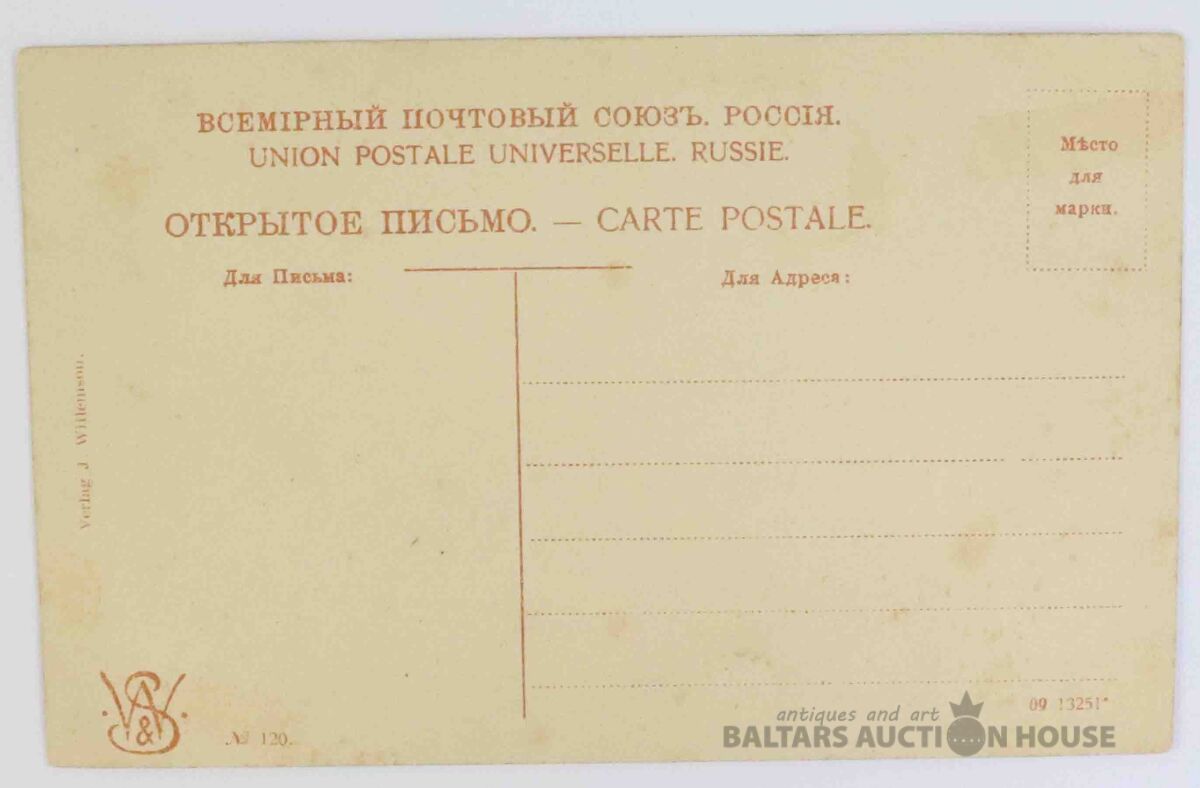 ВСЕМІРНЫЙ ПОЧТОВЫЙ СОЮЗЪ. РОССІЯ.
UNION POSTALE UNIVERSELLE. RUSSIE.
Мѣсто
для
марки.
ОТКРЫТОЕ ПИСЬМО. — CARTE POSTALE.
Для Письма:
Для Адреса:
Verlag J. Wittenson.
№ 120.
09 13251*
antiques and art
BALTARS AUCTION HOUSE